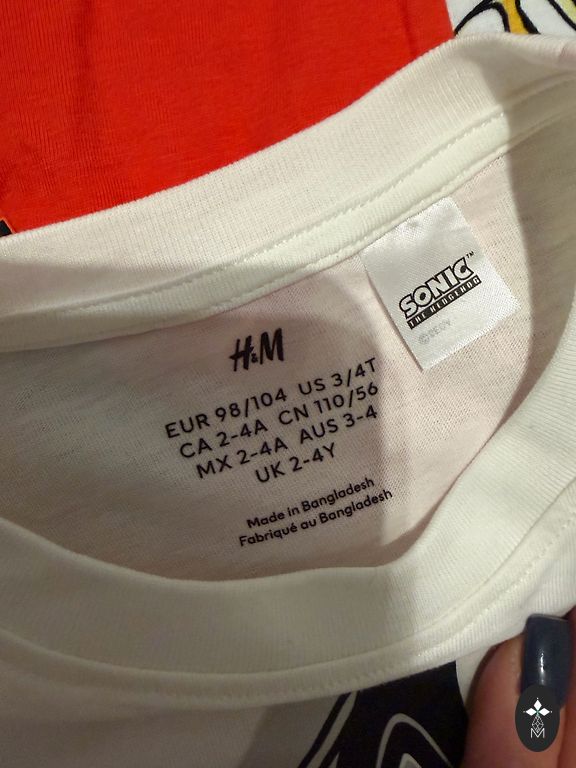 SONIC™
THE HEDGEHOG
H&M
EUR 98/104 US 3/4T
CA 2-4A CN 110/56
MX 2-4A AUS 3-4
UK 2-4Y
Made in Bangladesh
Fabriqué au Bangladesh
M